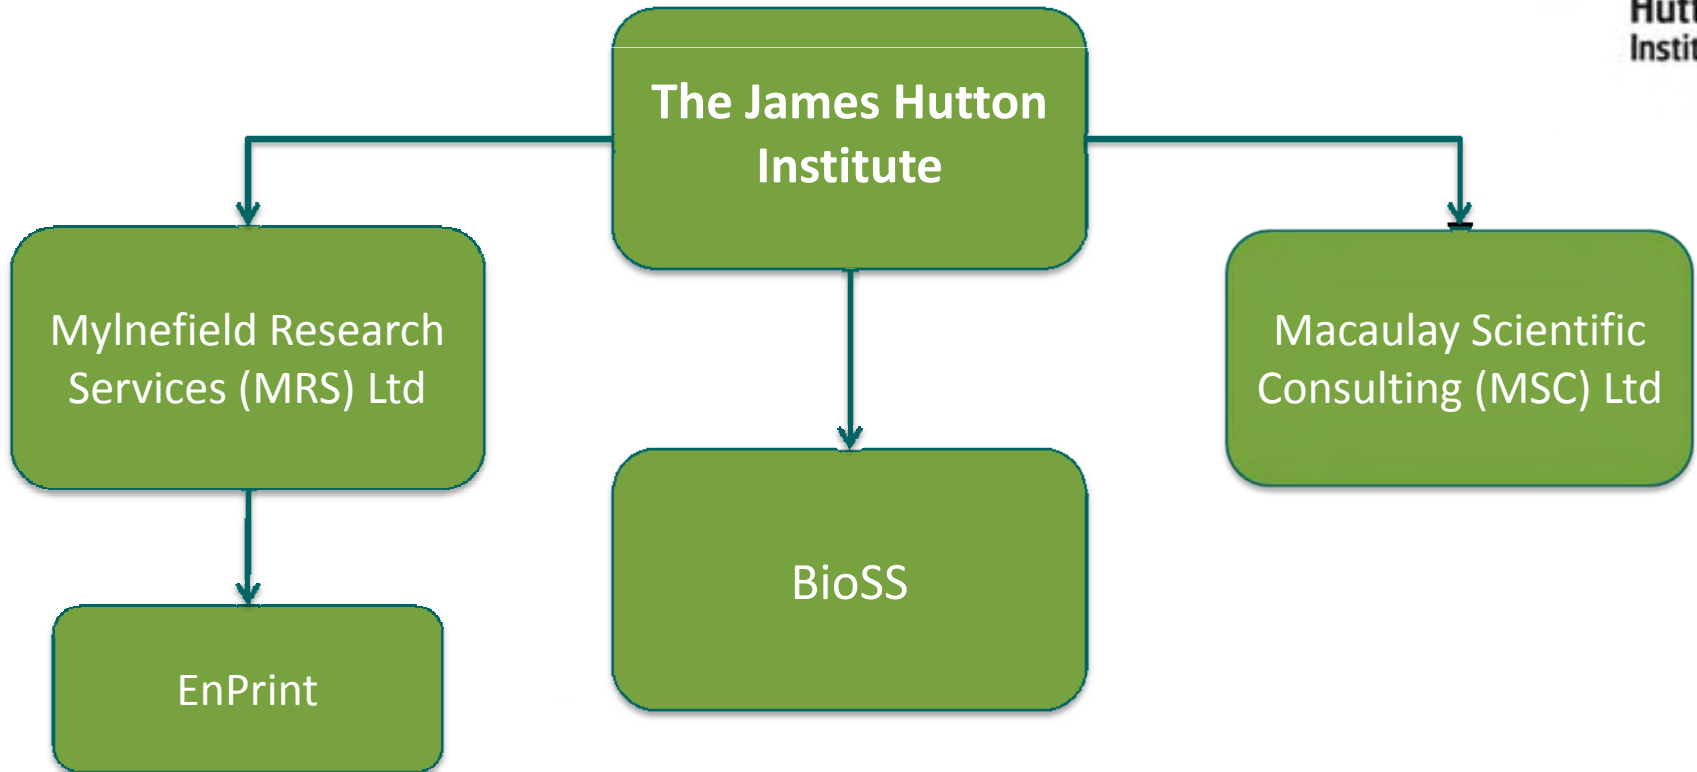 The James Hutton
Institute
Mylnefield Research
Services (MRS) Ltd
Macaulay Scientific
Consulting (MSC) Ltd
BioSS
EnPrint